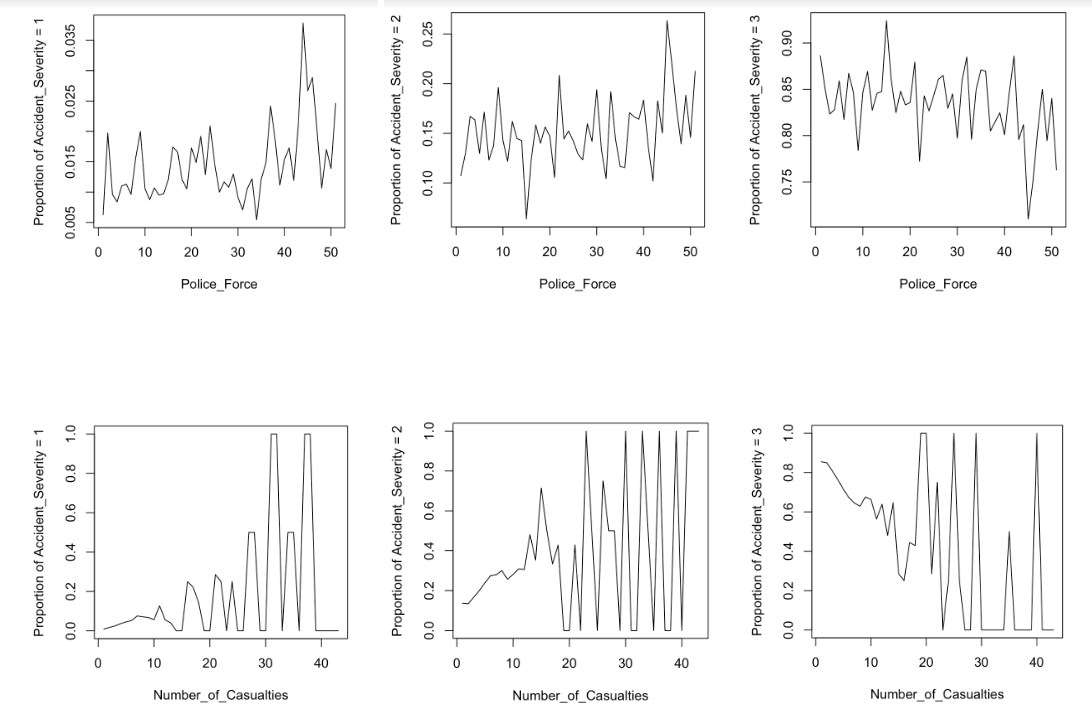 Proportion of Accident_Severity = 1
0.005 0.015 0.025 0.035
0 10 20 30 40 50
Police_Force
Proportion of Accident_Severity = 2
0.10 0.15 0.20 0.25
0 10 20 30 40 50
Police_Force
Proportion of Accident_Severity = 3
0.75 0.80 0.85 0.90
0 10 20 30 40 50
Police_Force
Proportion of Accident_Severity = 1
0.0 0.2 0.4 0.6 0.8 1.0
0 10 20 30 40
Number_of_Casualties
Proportion of Accident_Severity = 2
0.0 0.2 0.4 0.6 0.8 1.0
0 10 20 30 40
Number_of_Casualties
Proportion of Accident_Severity = 3
0.0 0.2 0.4 0.6 0.8 1.0
0 10 20 30 40
Number_of_Casualties